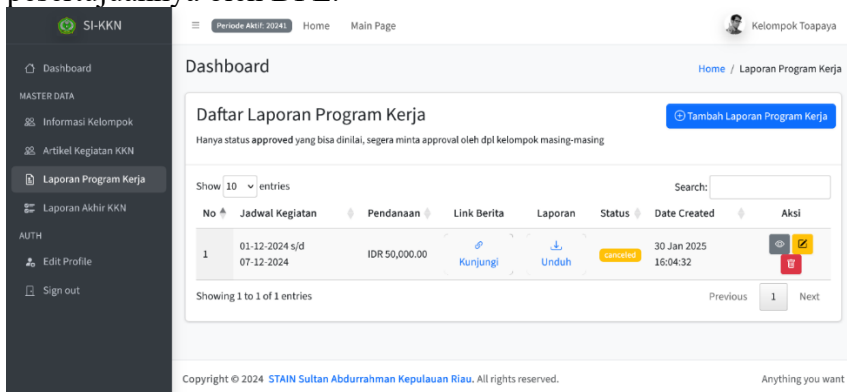 SI-KKN
Periode Aktif: 20241 Home Main Page
Kelompok Toapaya
Dashboard
MASTER DATA
Informasi Kelompok
Artikel Kegiatan KKN
Laporan Program Kerja
Laporan Akhir KKN
AUTH
Edit Profile
Sign out
Dashboard
Home / Laporan Program Kerja
Daftar Laporan Program Kerja
Tambah Laporan Program Kerja
Hanya status approved yang bisa dinilai, segera minta approval oleh dpl kelompok masing-masing
Show 10 entries
Search:
No Jadwal Kegiatan Pendanaan Link Berita Laporan Status Date Created Aksi
1 01-12-2024 s/d IDR 50,000.00 Kunjungi Unduh canceled 30 Jan 2025
07-12-2024 16:04:32
Showing 1 to 1 of 1 entries
Previous 1 Next
Copyright © 2024 STAIN Sultan Abdurrahman Kepulauan Riau. All rights reserved.
Anything you want